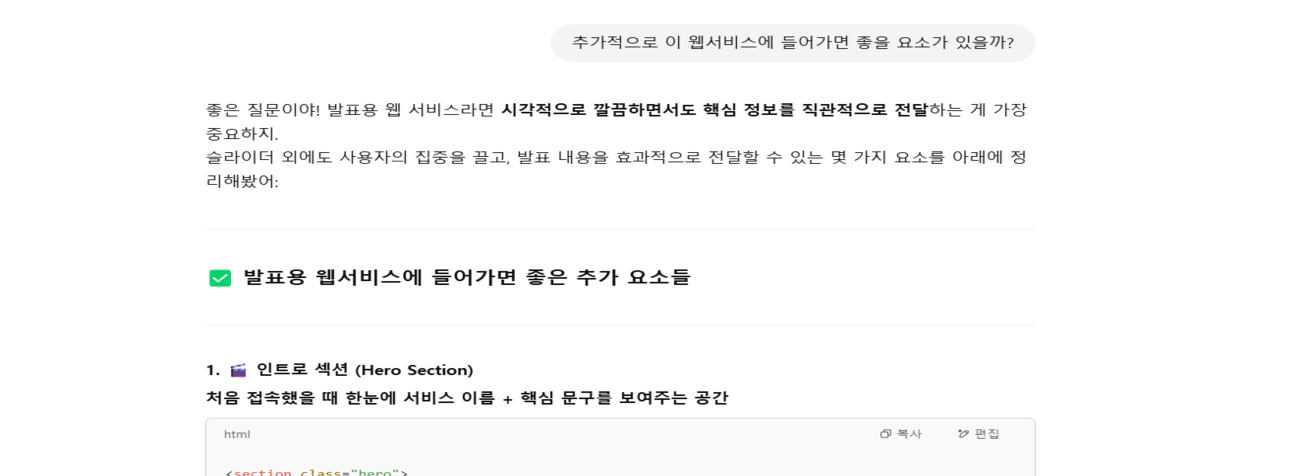 추가적으로 이 웹서비스에 들어가면 좋을 요소가 있을까?
좋은 질문이야! 발표용 웹 서비스라면 시각적으로 깔끔하면서도 핵심 정보를 직관적으로 전달하는 게 가장
중요하지.
슬라이더 외에도 사용자의 집중을 끌고, 발표 내용을 효과적으로 전달할 수 있는 몇 가지 요소를 아래에 정
리해봤어:
발표용 웹서비스에 들어가면 좋은 추가 요소들
1. 인트로 섹션 (Hero Section)
처음 접속했을 때 한눈에 서비스 이름 + 핵심 문구를 보여주는 공간
html 복사 편집
<section class="hero">